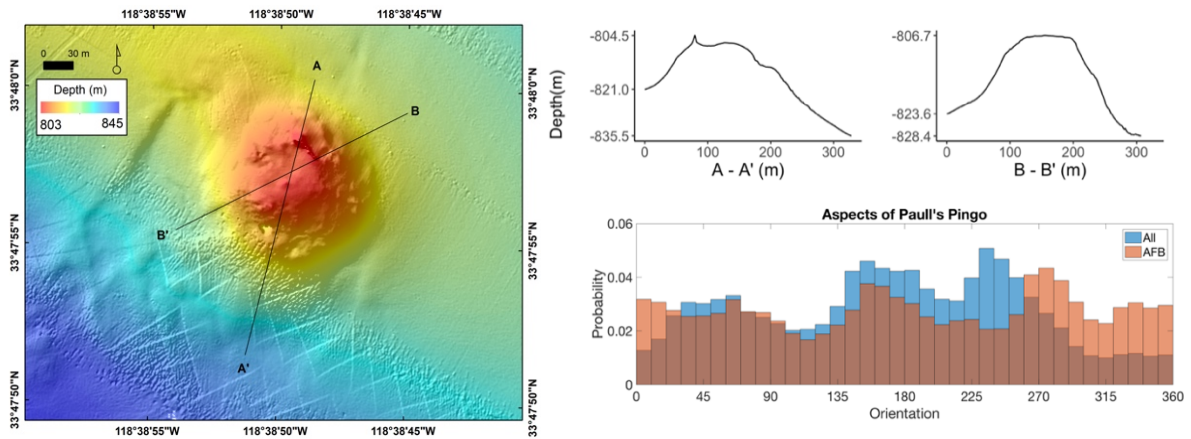 118°38'55"W 118°38'50"W 118°38'45"W
0 30 m
Depth (m)
803 845
33°48'0"N
33°47'55"N
33°47'50"N
A
B
B'
A'
33°48'0"N
33°47'55"N
33°47'50"N
118°38'55"W 118°38'50"W 118°38'45"W
Depth(m)
-804.5
-821.0
-835.5
0 100 200 300
A - A' (m)
-806.7
-823.6
-828.4
0 100 200 300
B - B' (m)
Aspects of Paull's Pingo
All
AFB
Probability
0.06
0.04
0.02
0
0 45 90 135 180 225 270 315 360
Orientation